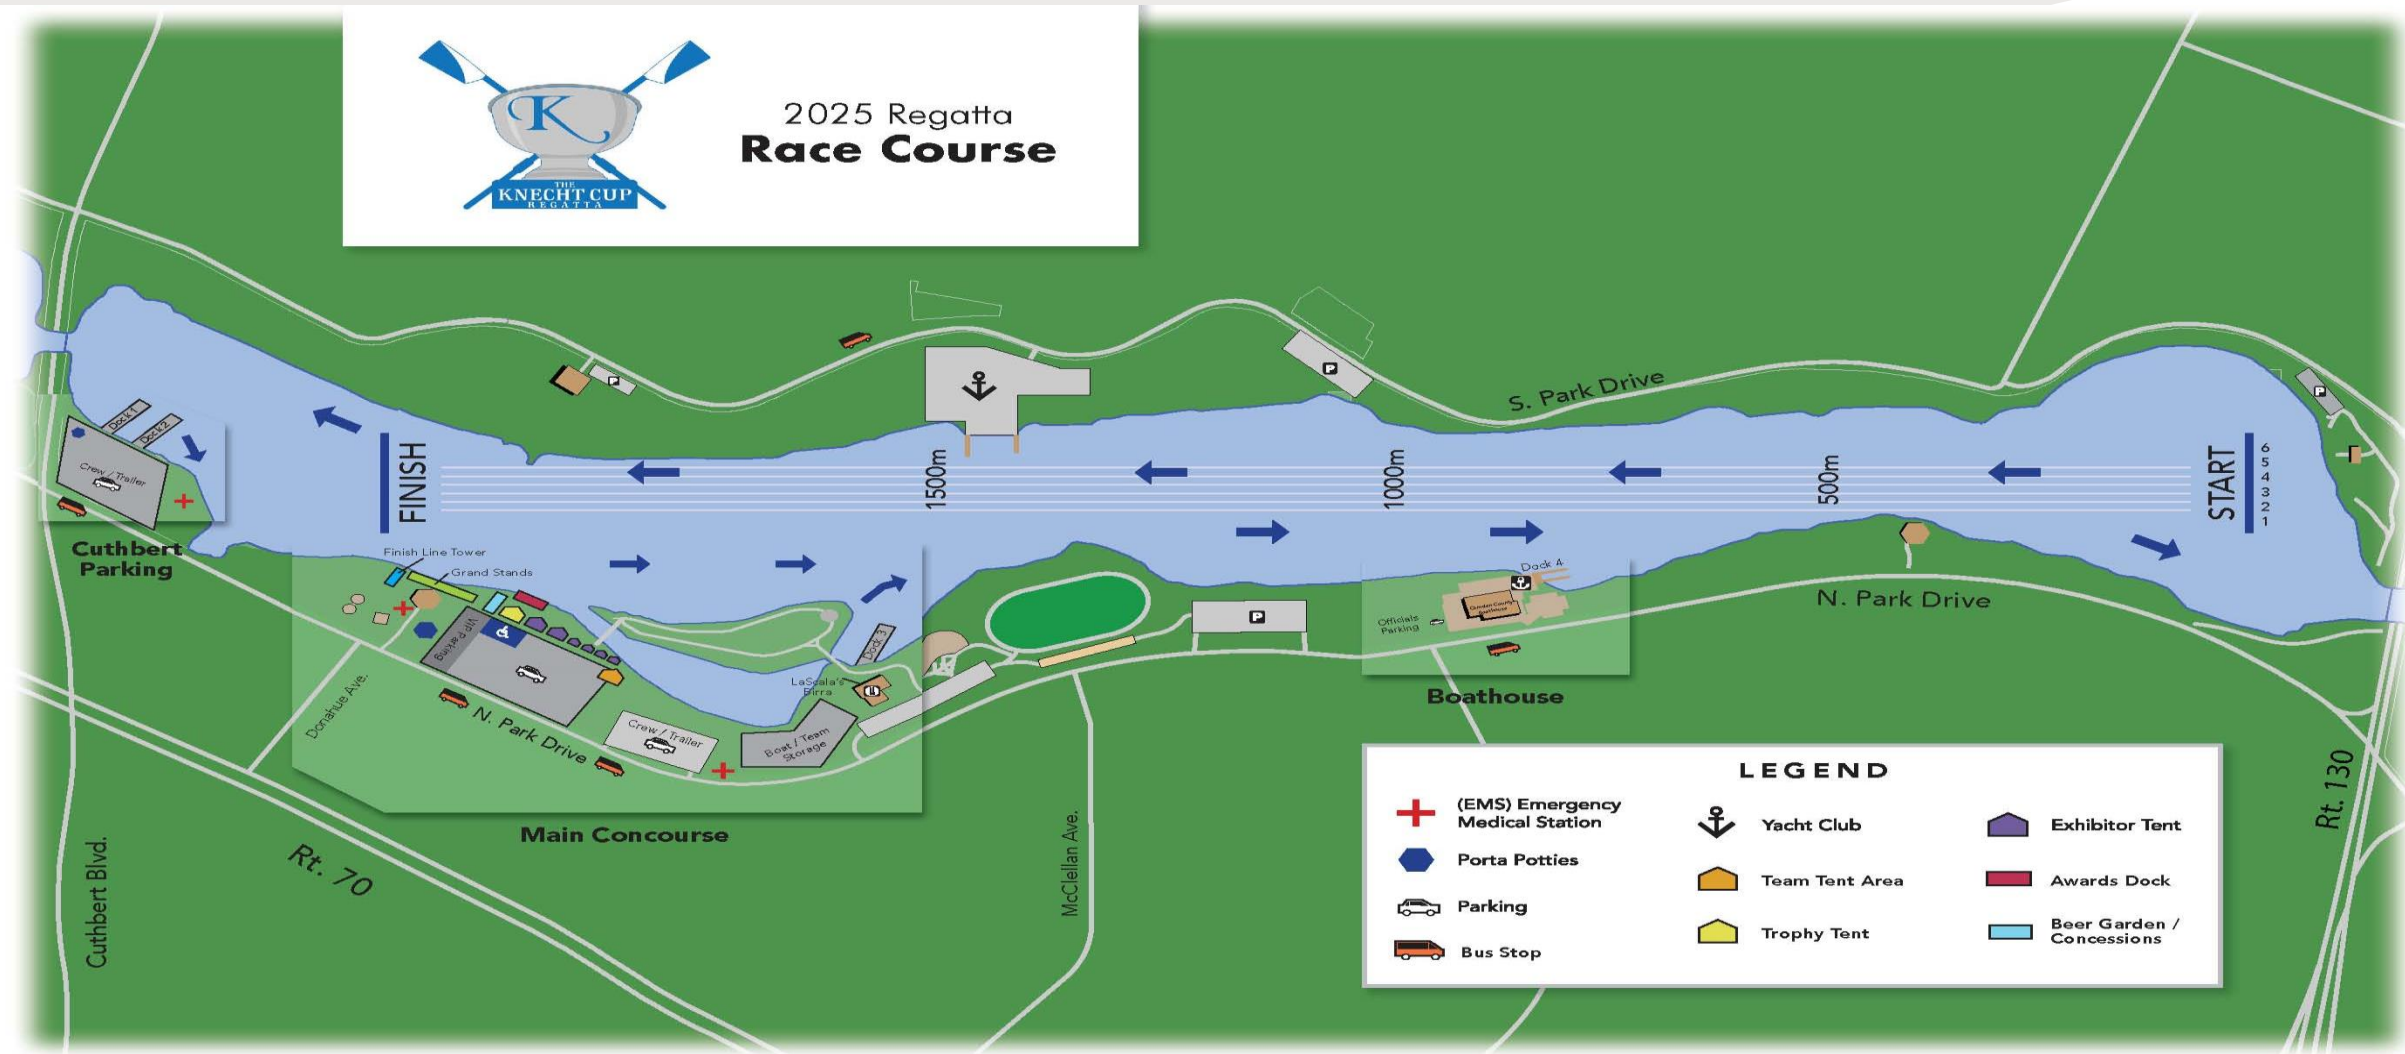 K
THE
KNECHT CUP
REGATTA
2025 Regatta
Race Course
Dock 1
Dock 2
Crew / Trailer
Cuthbert
Parking
FINISH
1500m
1000m
500m
START
6
5
4
3
2
1
S. Park Drive
P
P
P
P
Finish Line Tower
Grand Stands
VIP Parking
Donahue Ave.
N. Park Drive
Crew / Trailer
Boat / Team
Storage
LaScala's
Birra
Dock 3
Main Concourse
Dock 4
Camden County
Boathouse
Officials
Parking
Boathouse
N. Park Drive
Cuthbert Blvd.
Rt. 70
McClellan Ave.
Rt. 130
LEGEND
(EMS) Emergency
Medical Station
Porta Potties
Parking
Bus Stop
Yacht Club
Team Tent Area
Trophy Tent
Exhibitor Tent
Awards Dock
Beer Garden /
Concessions